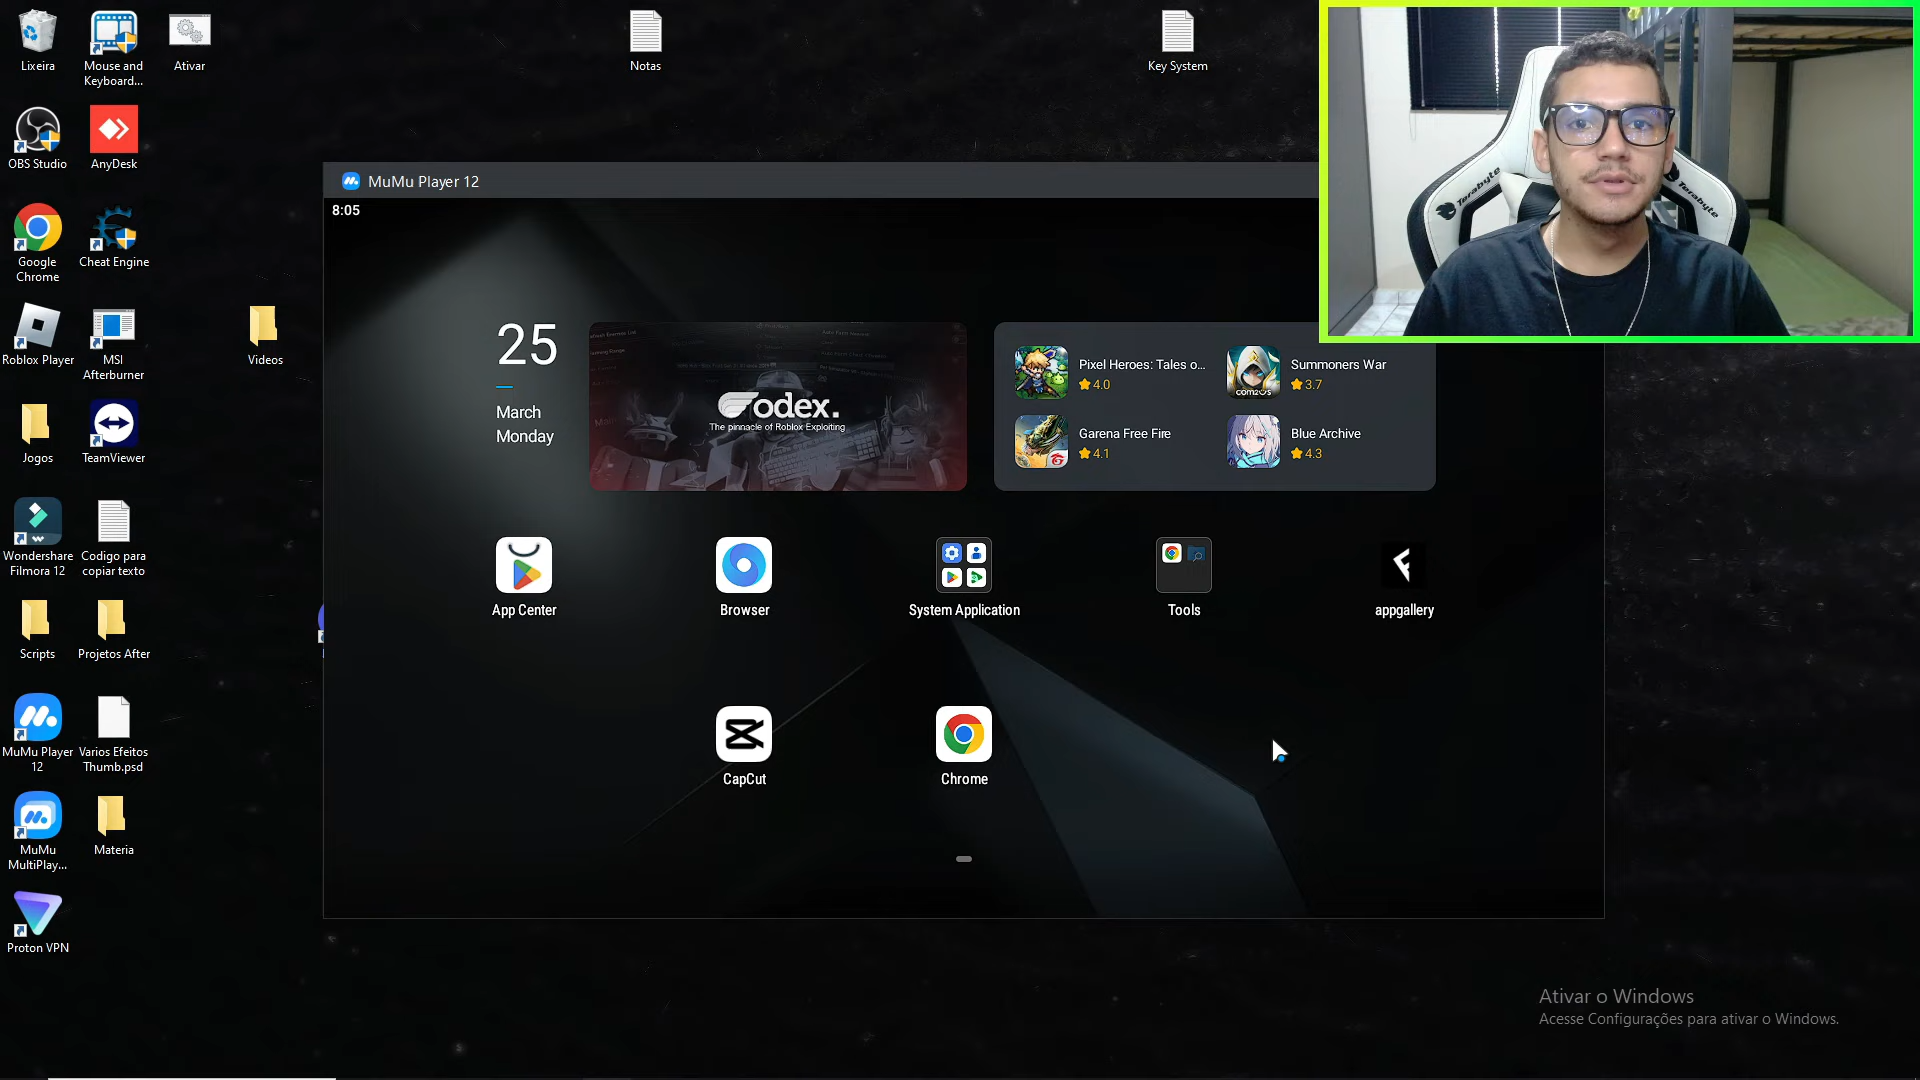 Lixeira
Mouse and
Keyboard...
Ativar
Notas
Key System
OBS Studio
AnyDesk
Google
Chrome
Cheat Engine
Roblox Player
MSI
Afterburner
Videos
Jogos
TeamViewer
Wondershare
Filmora 12
Codigo para
copiar texto
Scripts
Projetos After
MuMu Player
12
Varios Efeitos
Thumb.psd
MuMu
MultiPlay...
Materia
Proton VPN
MuMu Player 12
8:05
25
March
Monday
odex.
The pinnacle of Roblox Exploiting
Pixel Heroes: Tales o...
4.0
Summoners War
3.7
com2us
Garena Free Fire
4.1
Blue Archive
4.3
App Center
Browser
System Application
Tools
appgallery
CapCut
Chrome
Terabyte
Terabyte
Ativar o Windows
Acesse Configurações para ativar o Windows.